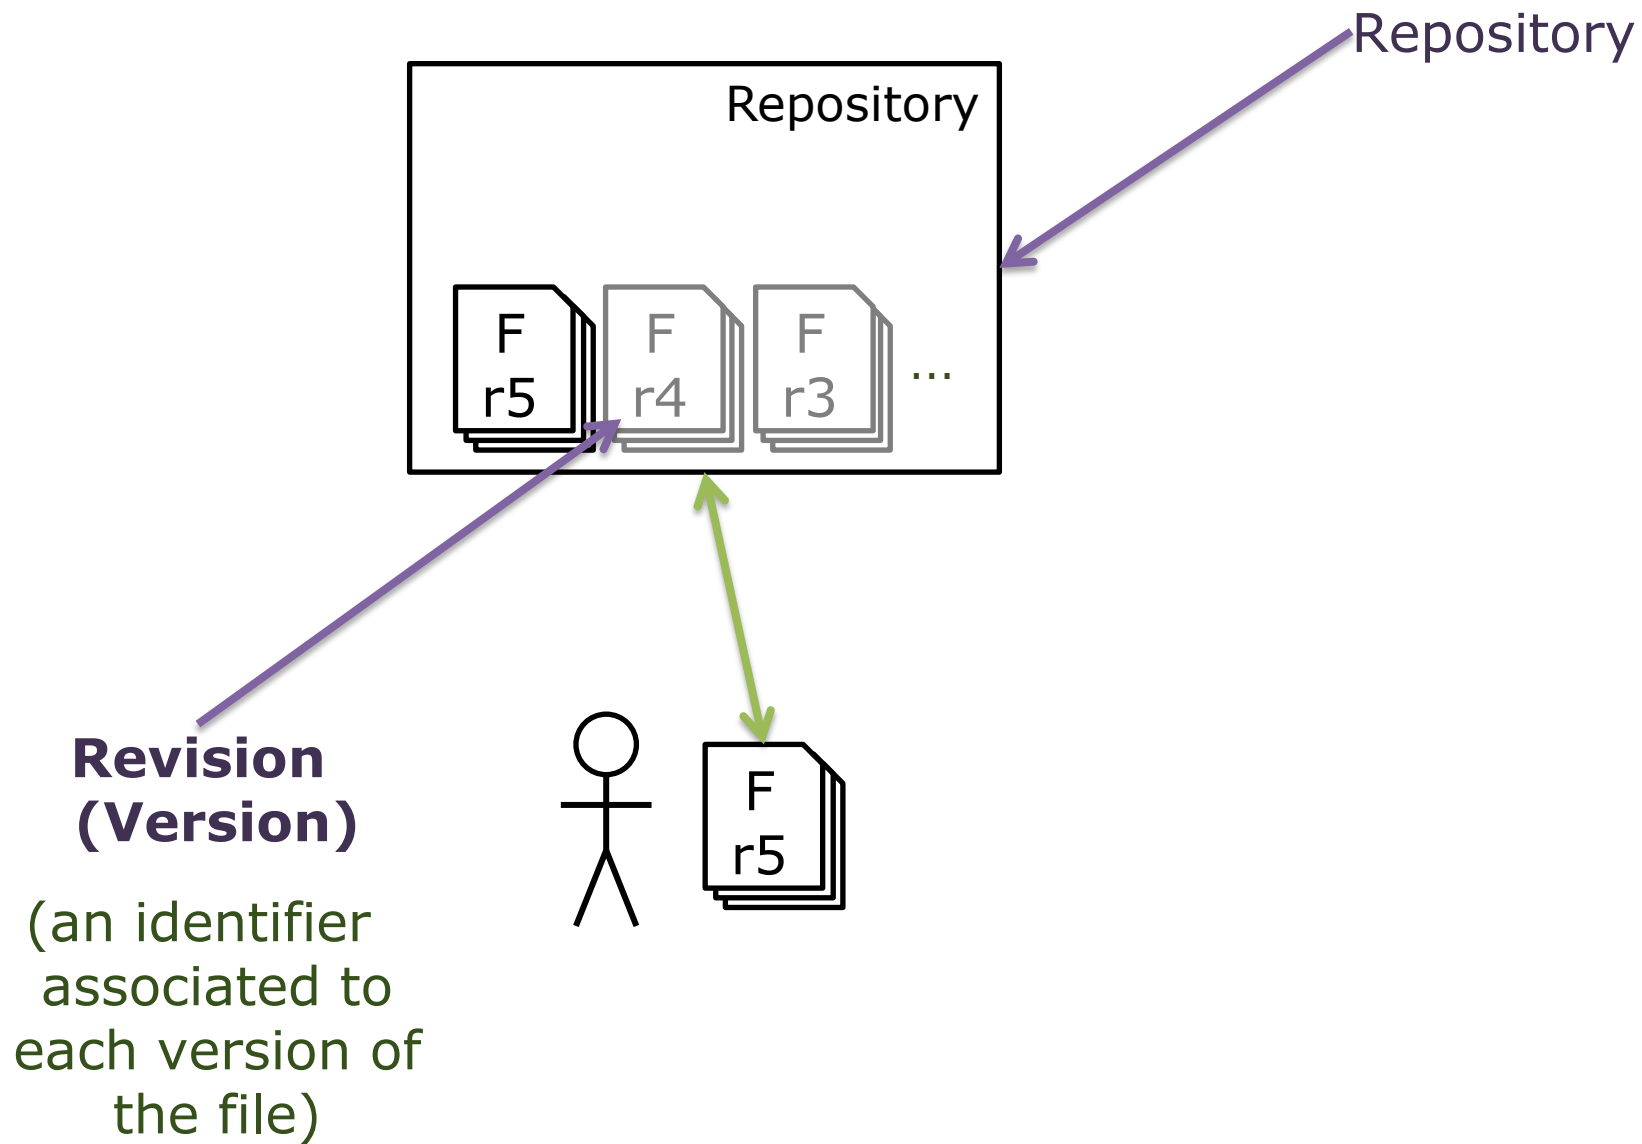 Repository
Repository
F
r5
F
r4
F
r3
...
Revision
(Version)
(an identifier
associated to
each version of
the file)
F
r5